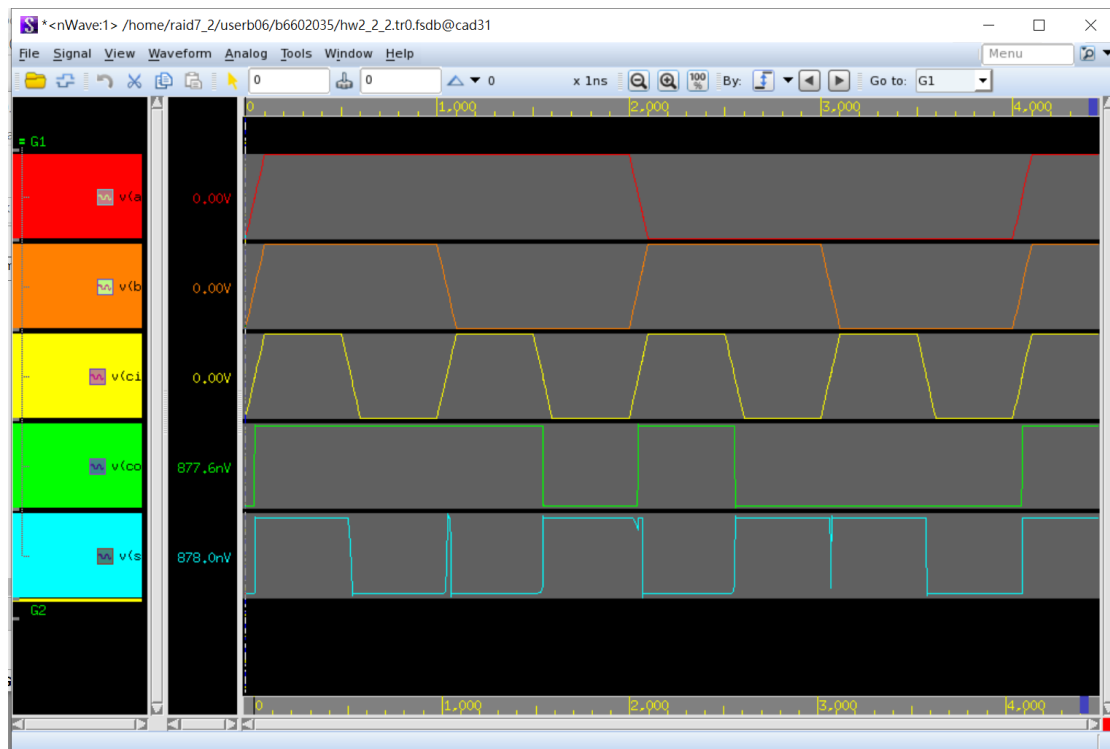 *<nWave:1> /home/raid7_2/userb06/b6602035/hw2_2_2.tr0.fsdb@cad31
File Signal View Waveform Analog Tools Window Help Menu
0 0 0 x 1ns 100 % By: Go to: G1
0 1,000 2,000 3,000 4,000
= G1
v(a 0.00V
v(b 0.00V
v(ci 0.00V
v(co 877.6nV
v(s 878.0nV
G2
0 1,000 2,000 3,000 4,000